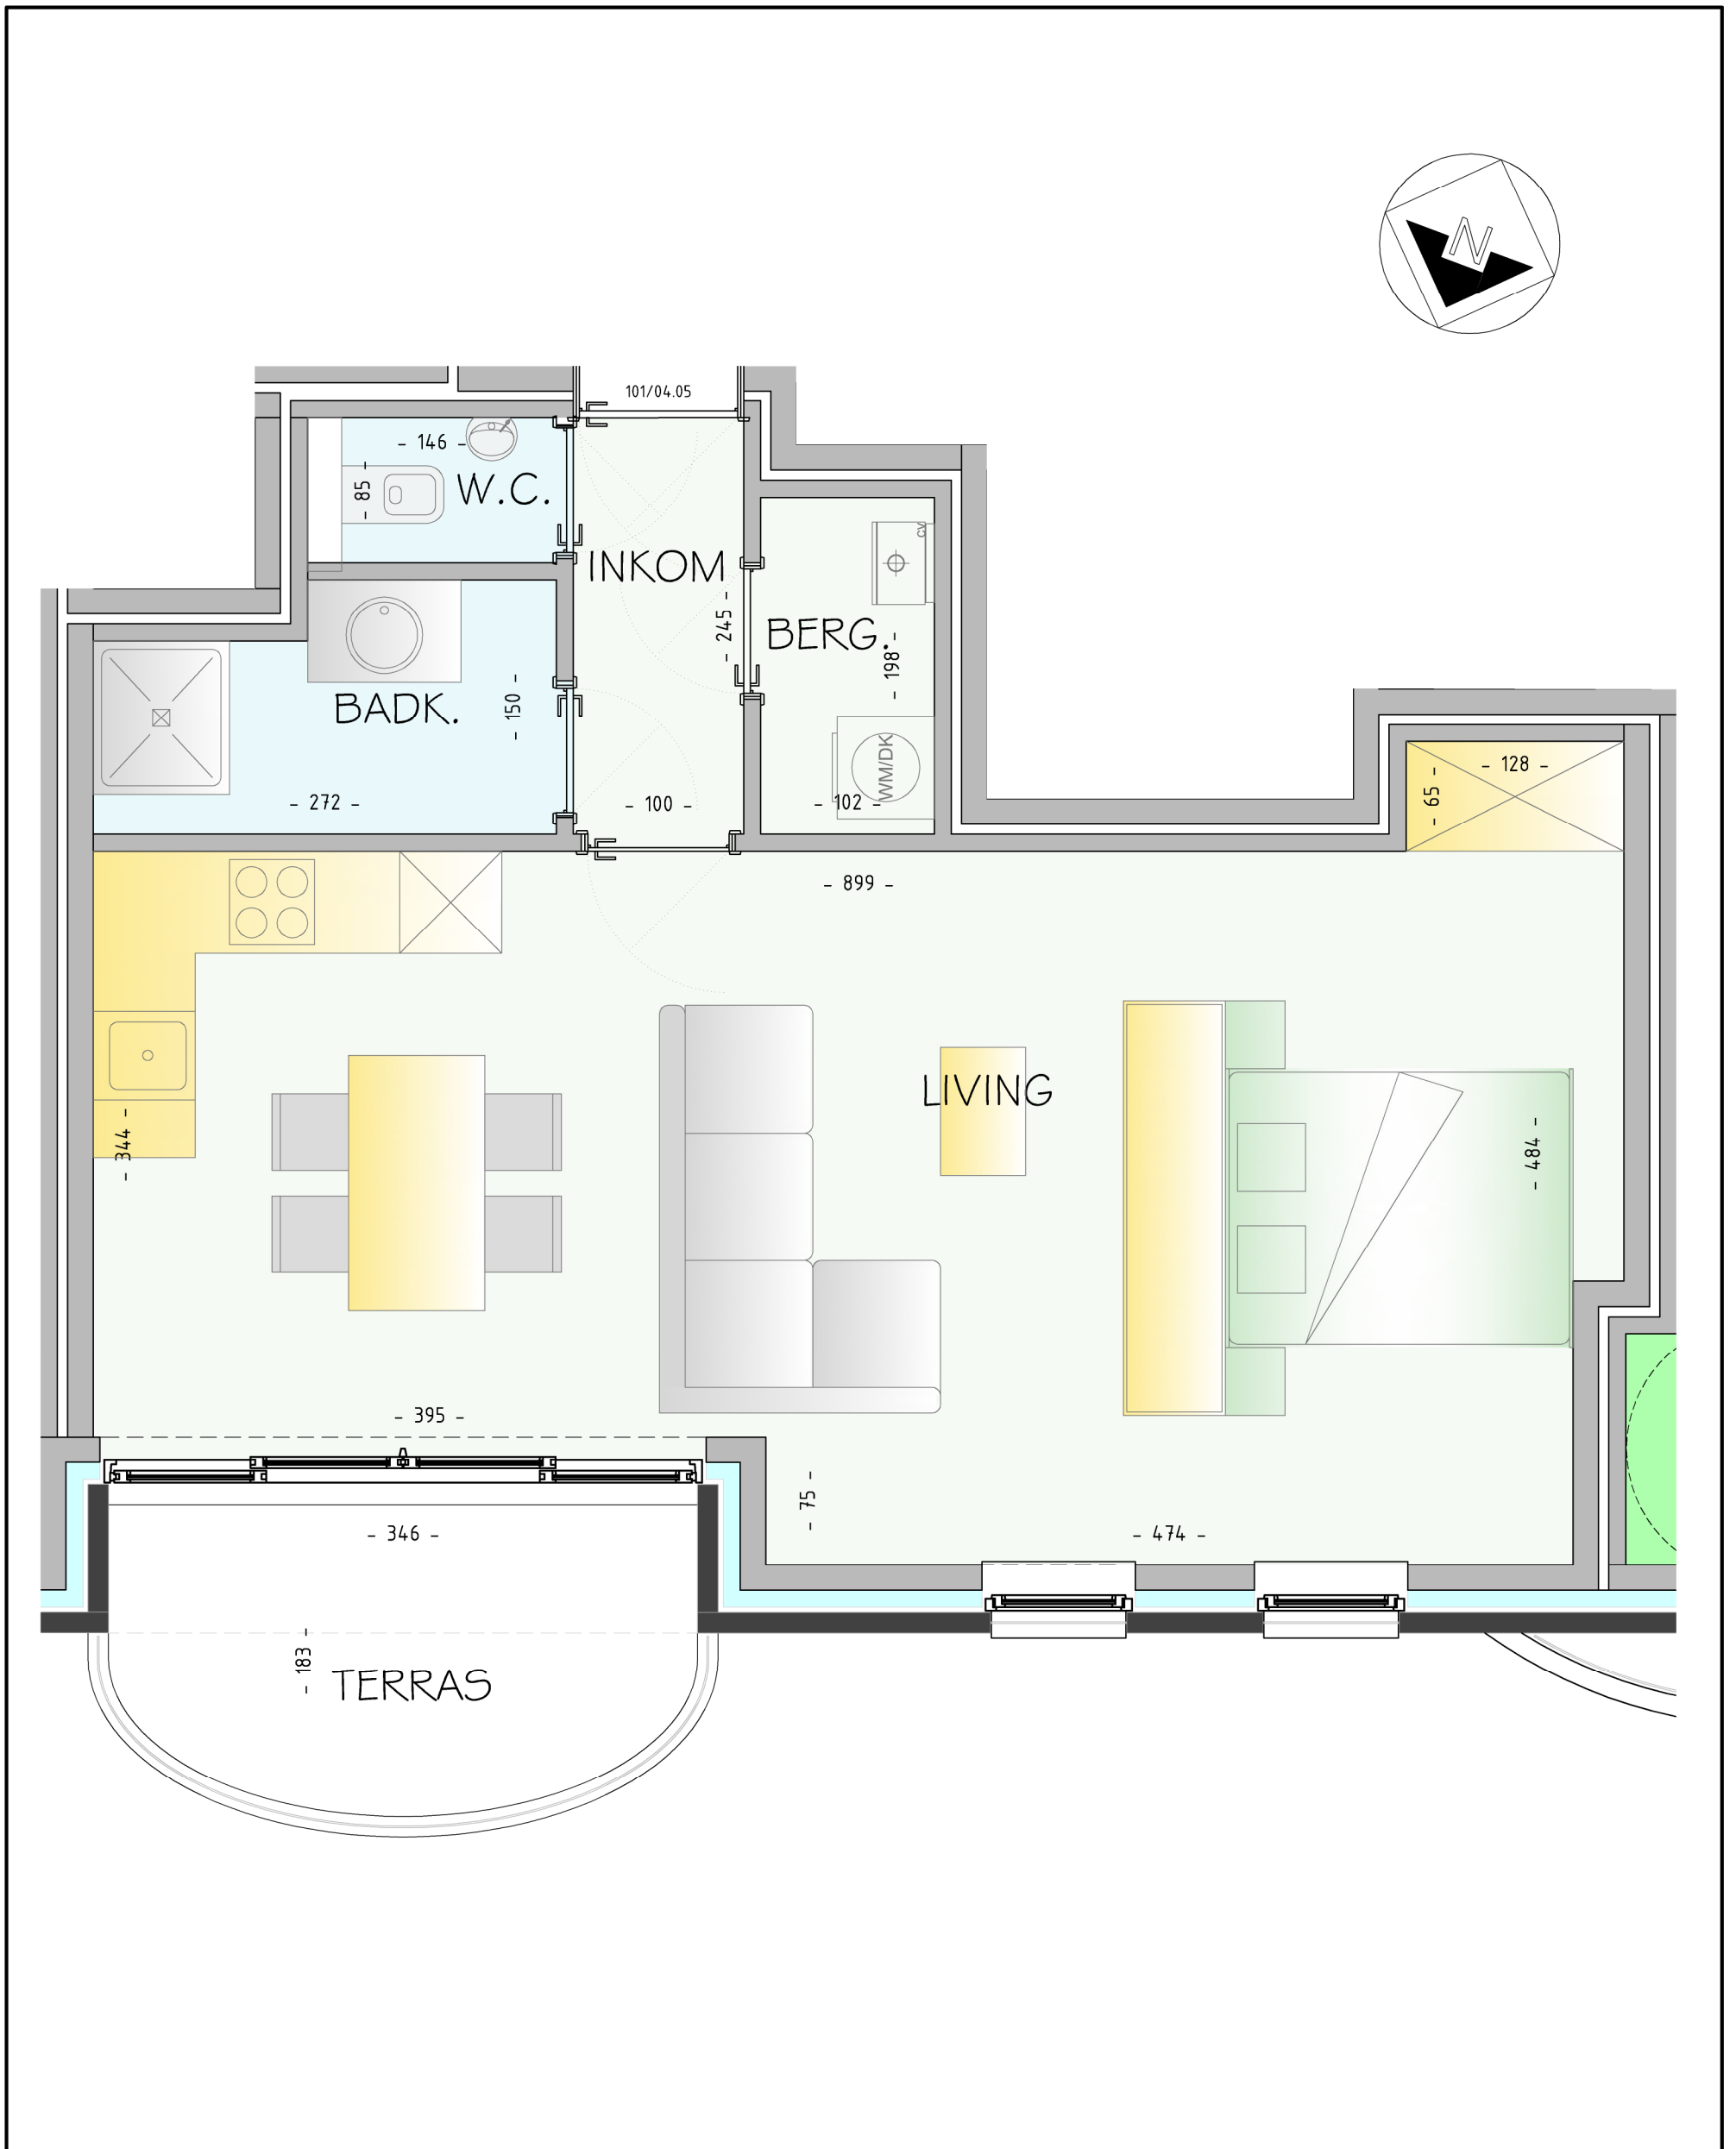 N
101/04.05
- 146 -
- 85 -
W.C.
INKOM
CV
- 245 -
BERG.
- 198 -
BADK.
- 150 -
WM/DK
- 272 -
- 100 -
- 102 -
- 128 -
- 65 -
- 899 -
LIVING
- 344 -
- 484 -
- 395 -
- 75 -
- 346 -
- 474 -
- 183 -
TERRAS